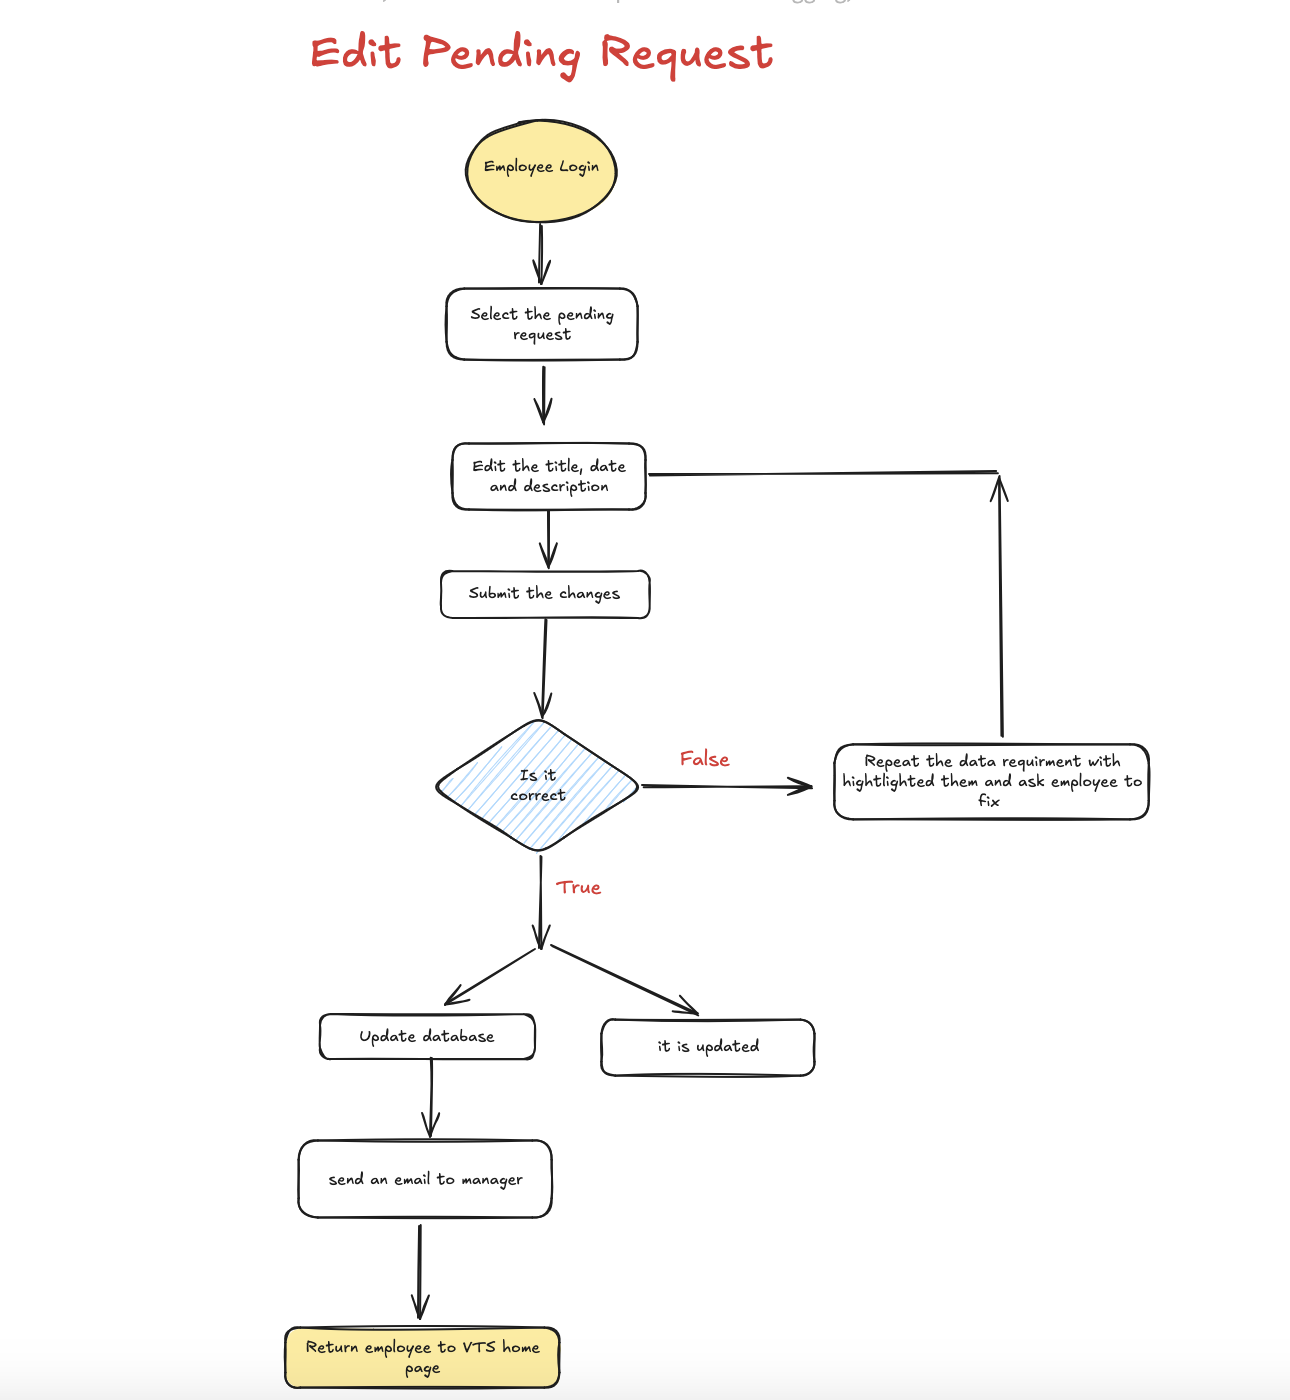 Edit Pending Request
Employee Login
Select the pending
request
Edit the title, date
and description
Submit the changes
Is it
correct
False
Repeat the data requirment with
hightlighted them and ask employee to
fix
True
Update database
it is updated
send an email to manager
Return employee to VTS home
page